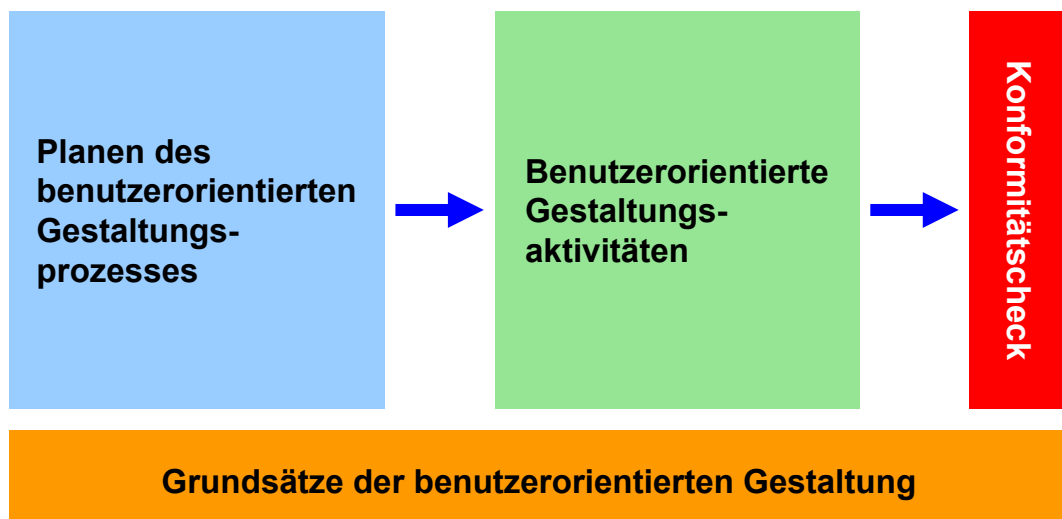 Planen des
benutzerorientierten
Gestaltungs-
prozesses
Benutzerorientierte
Gestaltungs-
aktivitäten
Konformitätscheck
Grundsätze der benutzerorientierten Gestaltung